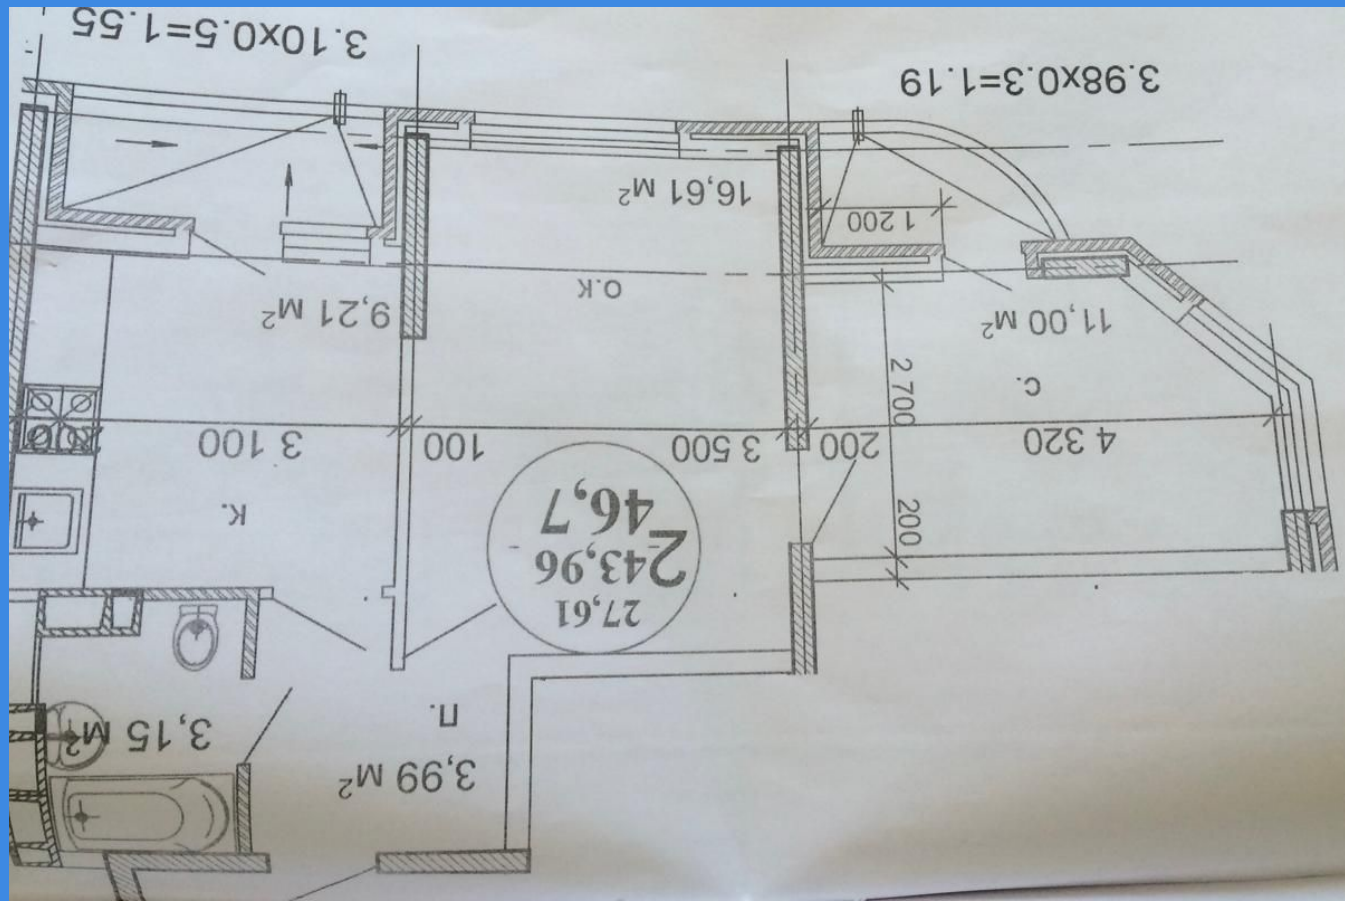 3,99 м²
3,15 м²
П.
27,61
2 43,96
46,7
200
К.
4 320
200
3 500
100
3 100
2 700
С.
11,00 м²
9,21 м²
О.К
1 200
16,61 м²
3.98x0.3=1.19
3.10x0.5=1.55